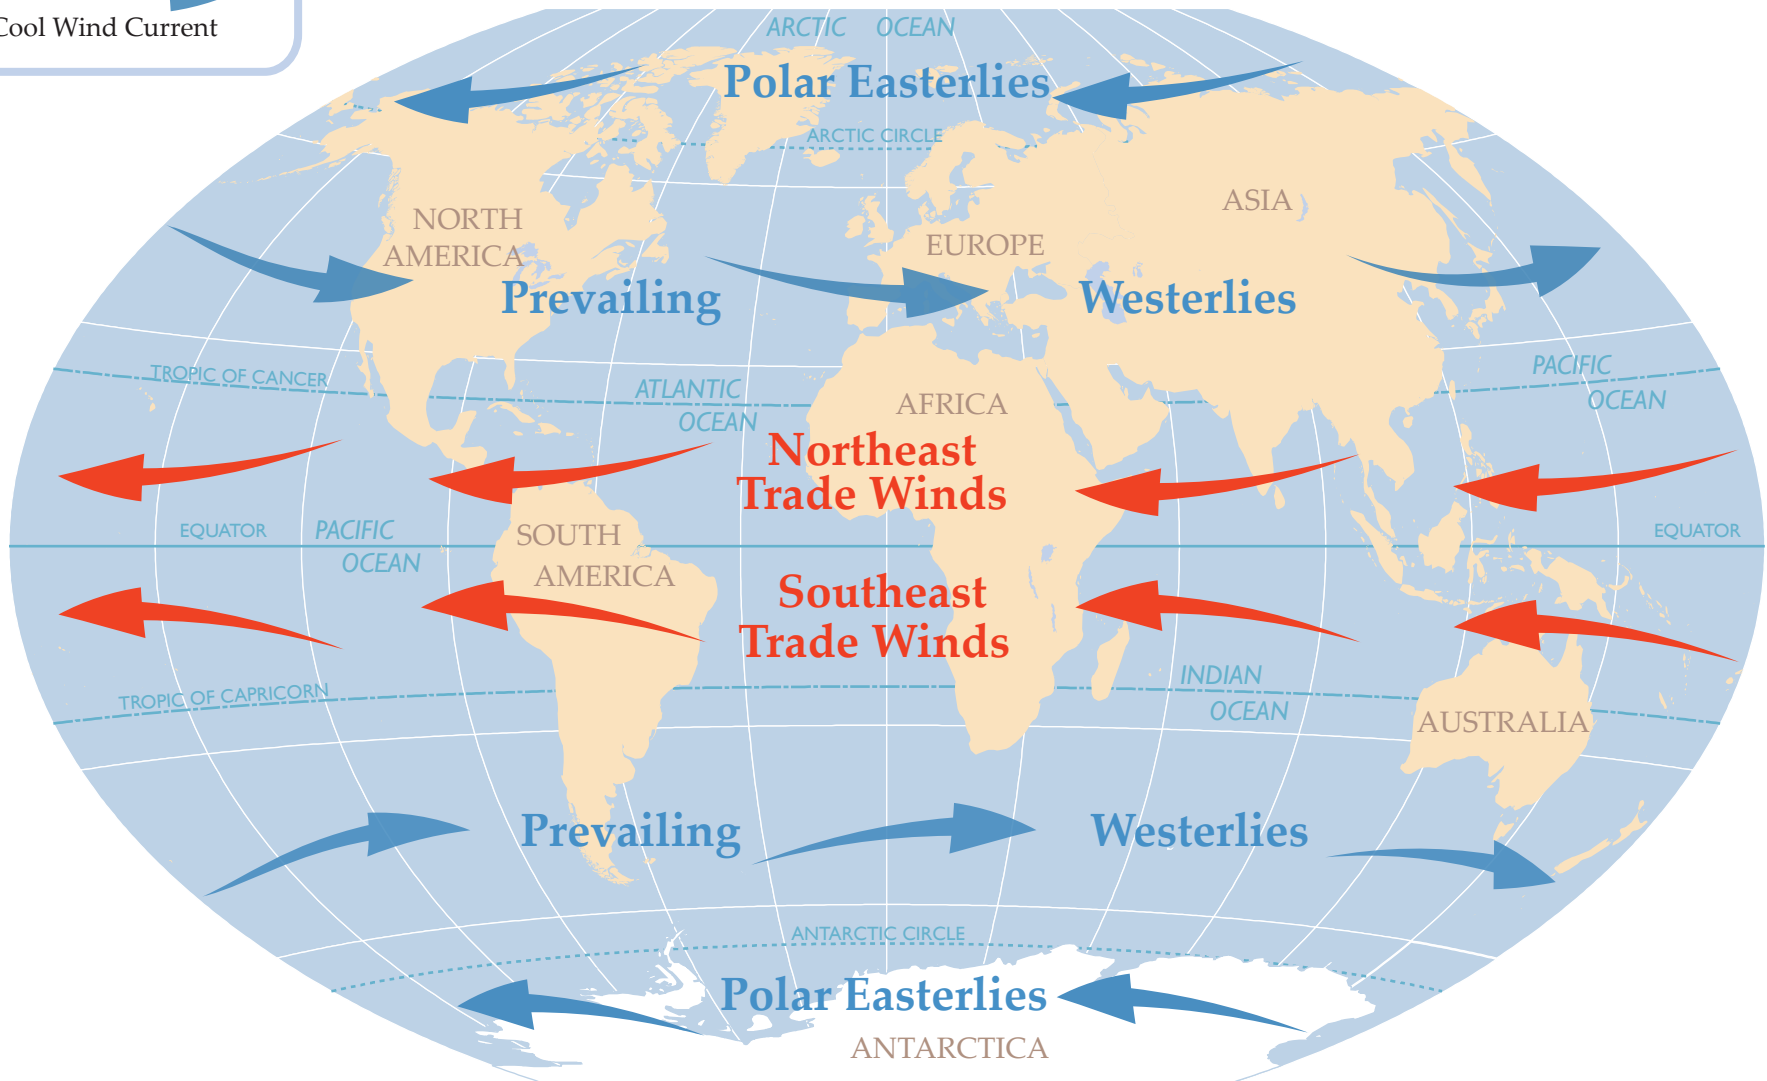 Cool Wind Current
ARCTIC OCEAN
Polar Easterlies
ARCTIC CIRCLE
NORTH
AMERICA
EUROPE
ASIA
Prevailing
Westerlies
TROPIC OF CANCER
ATLANTIC
OCEAN
AFRICA
PACIFIC
OCEAN
Northeast
Trade Winds
EQUATOR
PACIFIC
OCEAN
SOUTH
AMERICA
EQUATOR
Southeast
Trade Winds
TROPIC OF CAPRICORN
INDIAN
OCEAN
AUSTRALIA
Prevailing
Westerlies
ANTARCTIC CIRCLE
Polar Easterlies
ANTARCTICA